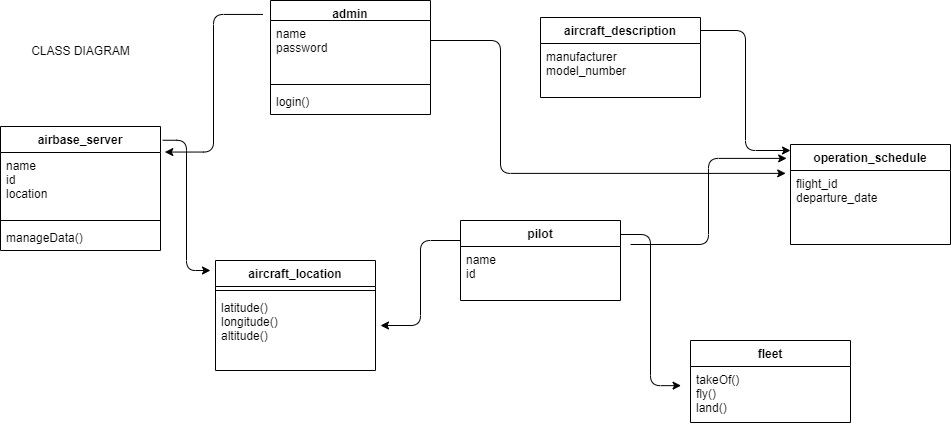 CLASS DIAGRAM
admin
name
password
login()
aircraft_description
manufacturer
model_number
airbase_server
name
id
location
manageData()
operation_schedule
flight_id
departure_date
pilot
name
id
aircraft_location
latitude()
longitude()
altitude()
fleet
takeOf()
fly()
land()